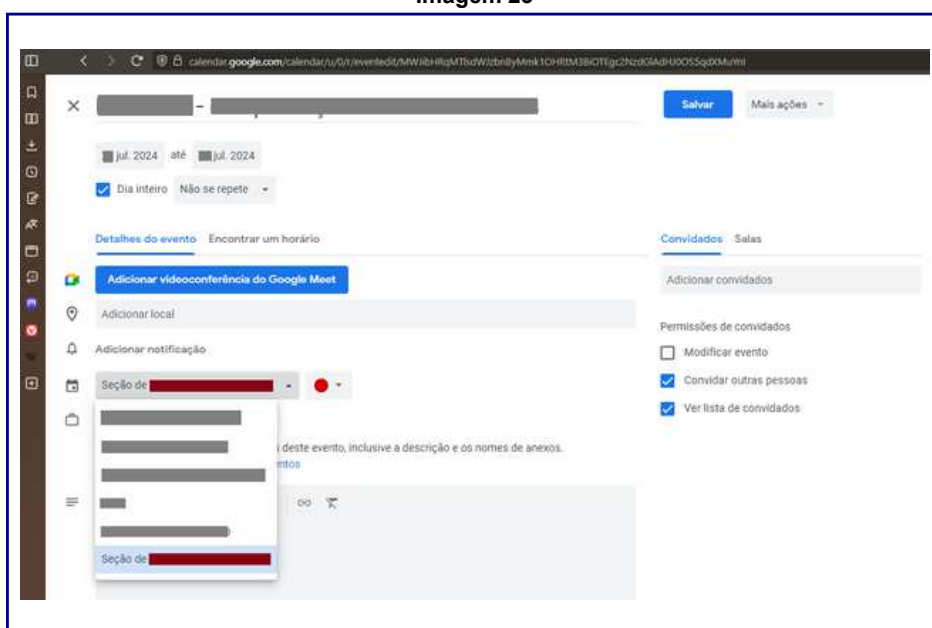 Imagem 23
Salvar
Mais ações
–
jul. 2024 até jul. 2024
Dia inteiro Não se repete
Detalhes do evento Encontrar um horário
Convidados Salas
Adicionar videoconferência do Google Meet
Adicionar convidados
Adicionar local
Permissões de convidados
Adicionar notificação
Modificar evento
Seção de
Convidar outras pessoas
Ver lista de convidados
deste evento, inclusive a descrição e os nomes de anexos.
Seção de